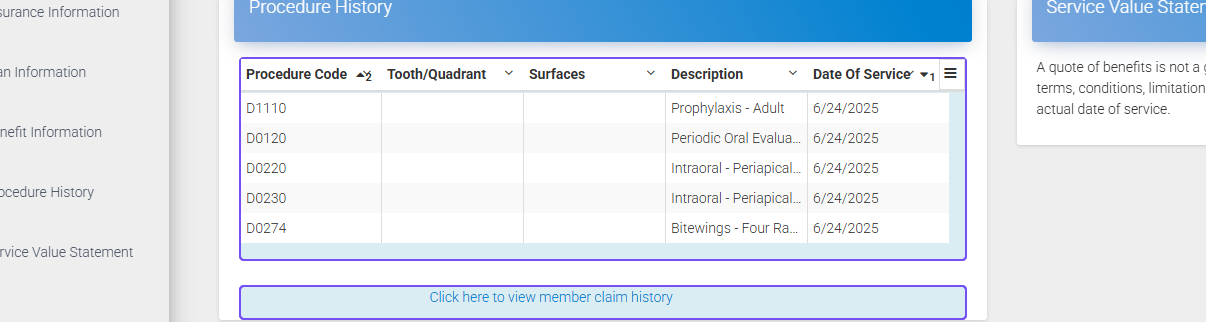 surance Information
an Information
nefit Information
ocedure History
rvice Value Statement
Procedure History
Procedure Code 2 Tooth/Quadrant Surfaces Description Date Of Service 1
D1110 Prophylaxis - Adult 6/24/2025
D0120 Periodic Oral Evalua... 6/24/2025
D0220 Intraoral - Periapical... 6/24/2025
D0230 Intraoral - Periapical... 6/24/2025
D0274 Bitewings - Four Ra... 6/24/2025
Click here to view member claim history
Service Value Stater
A quote of benefits is not a g
terms, conditions, limitation
actual date of service.